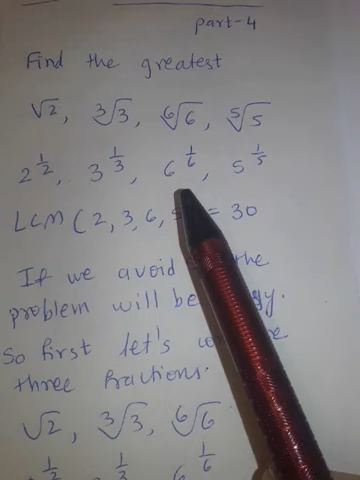 part-4
Find the greatest
√2, ∛3, ⁶√6, ⁵√5
2^1/2, 3^1/3, 6^1/6, 5^1/5
LCM (2, 3, 6, = 30
If we avoid the
problem will be
So first let's
three fractions.
√2, ∛3, ⁶√6